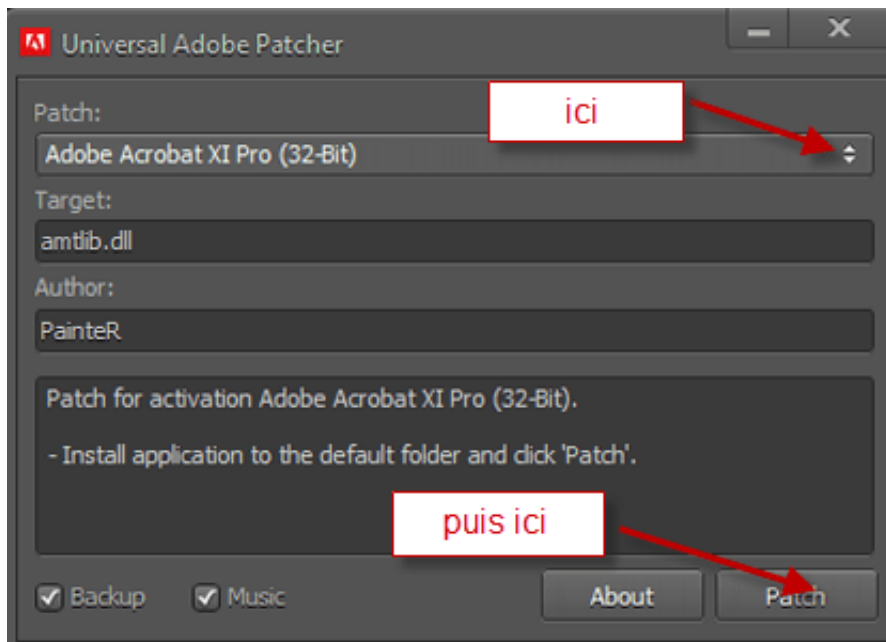 Universal Adobe Patcher
Patch:
ici
Adobe Acrobat XI Pro (32-Bit)
Target:
amtlib.dll
Author:
PainteR
Patch for activation Adobe Acrobat XI Pro (32-Bit).
- Install application to the default folder and click 'Patch'.
puis ici
Backup
Music
About
Patch